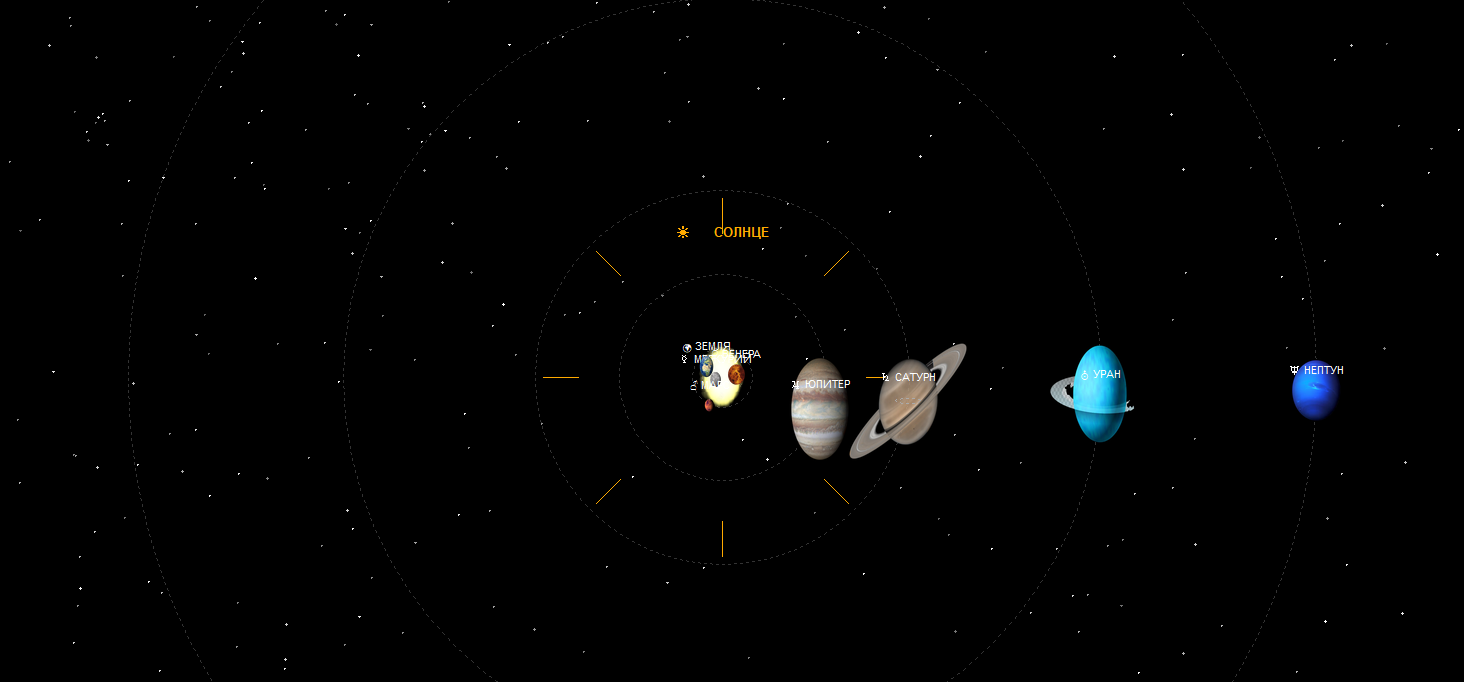 СОЛНЦЕ
ЗЕМЛЯ
ЮПИТЕР
САТУРН
УРАН
НЕПТУН